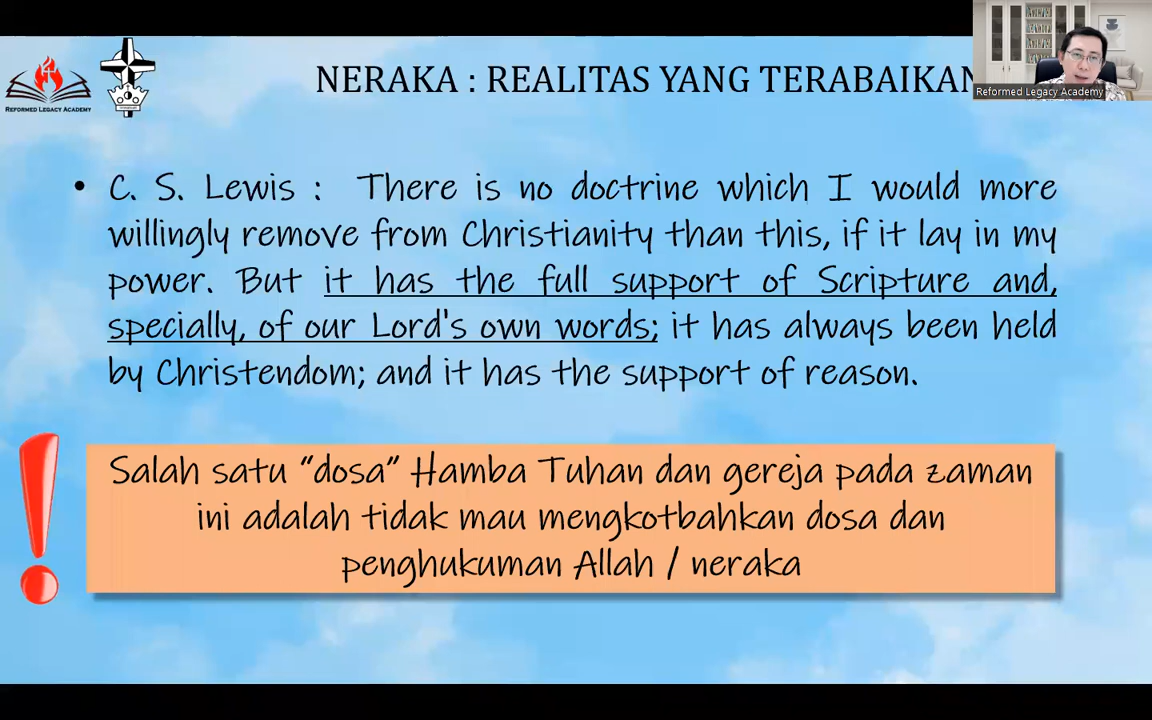 REFORMED LEGACY ACADEMY
NERAKA : REALITAS YANG TERABAIKAN
Reformed Legacy Academy
• C. S. Lewis : There is no doctrine which I would more
willingly remove from Christianity than this, if it lay in my
power. But it has the full support of Scripture and,
specially, of our Lord's own words; it has always been held
by Christendom; and it has the support of reason.
Salah satu “dosa” Hamba Tuhan dan gereja pada zaman
ini adalah tidak mau mengkotbahkan dosa dan
penghukuman Allah / neraka